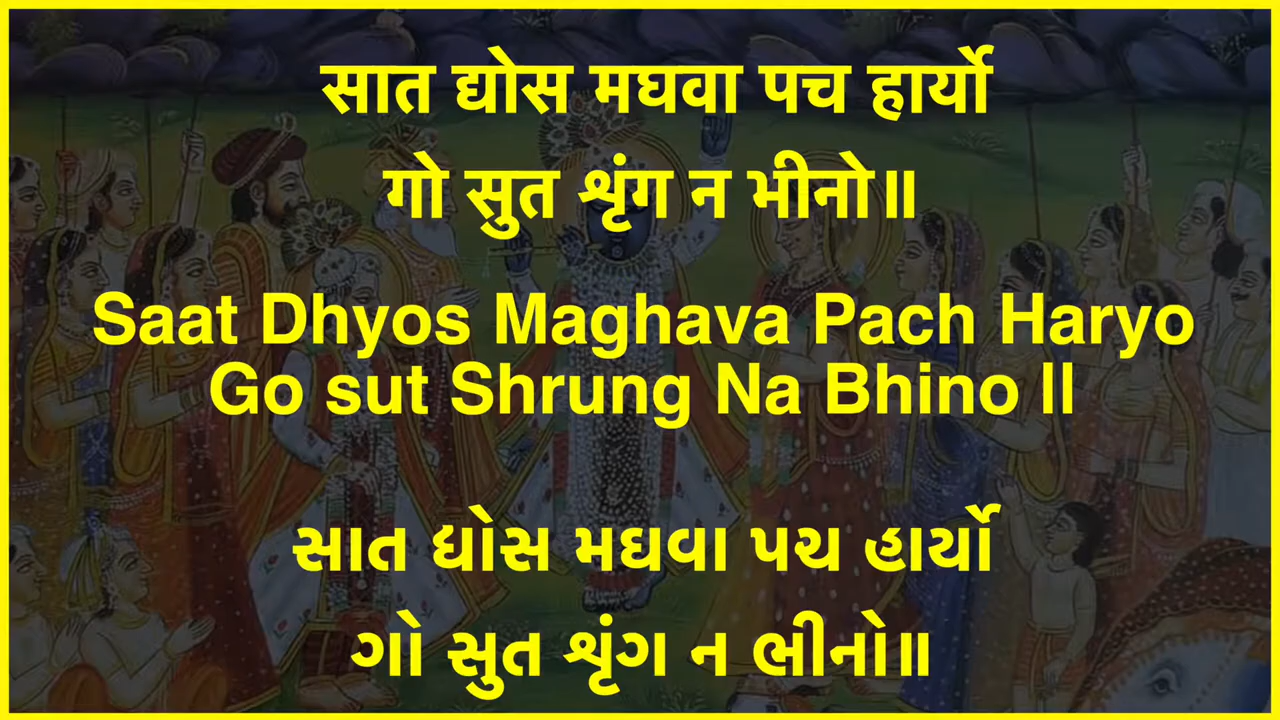 सात द्योस मघवा पच हार्यो
गो सुत शृंग न भीनो॥
Saat Dhyos Maghava Pach Haryo
Go sut Shrung Na Bhino ll
સાત દ્યોસ મઘવા પચ હાર્યો
ગો સુત શૃંગ ન ભીનો॥